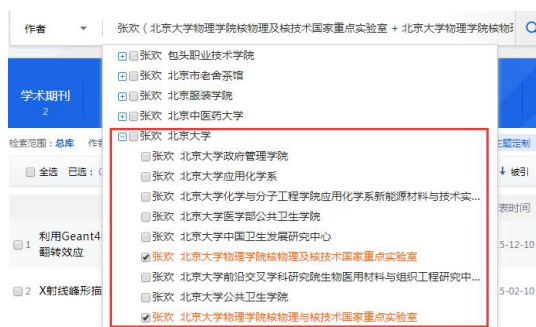 作者 张欢 ( 北京大学物理学院核物理及核技术国家重点实验室 + 北京大学物理学院核物理
张欢 包头职业技术学院
张欢 北京市老舍茶馆
学术期刊
张欢 北京服装学院
2
张欢 北京中医药大学
检索范围：总库 作者
张欢 北京大学
主题定制
张欢 北京大学政府管理学院
全选 已选：
被引
张欢 北京大学应用化学系
张欢 北京大学化学与分子工程学院应用化学系新能源材料与技术实...
表时间
张欢 北京大学医学部公共卫生学院
1 利用Geant4
翻转效应
张欢 北京大学中国卫生发展研究中心
5-12-10
张欢 北京大学物理学院核物理及核技术国家重点实验室
张欢 北京大学前沿交叉学科研究院生物医用材料与组织工程研究中...
2 X射线峰形描
5-02-10
张欢 北京大学公共卫生学院
张欢 北京大学物理学院核物理与核技术国家重点实验室